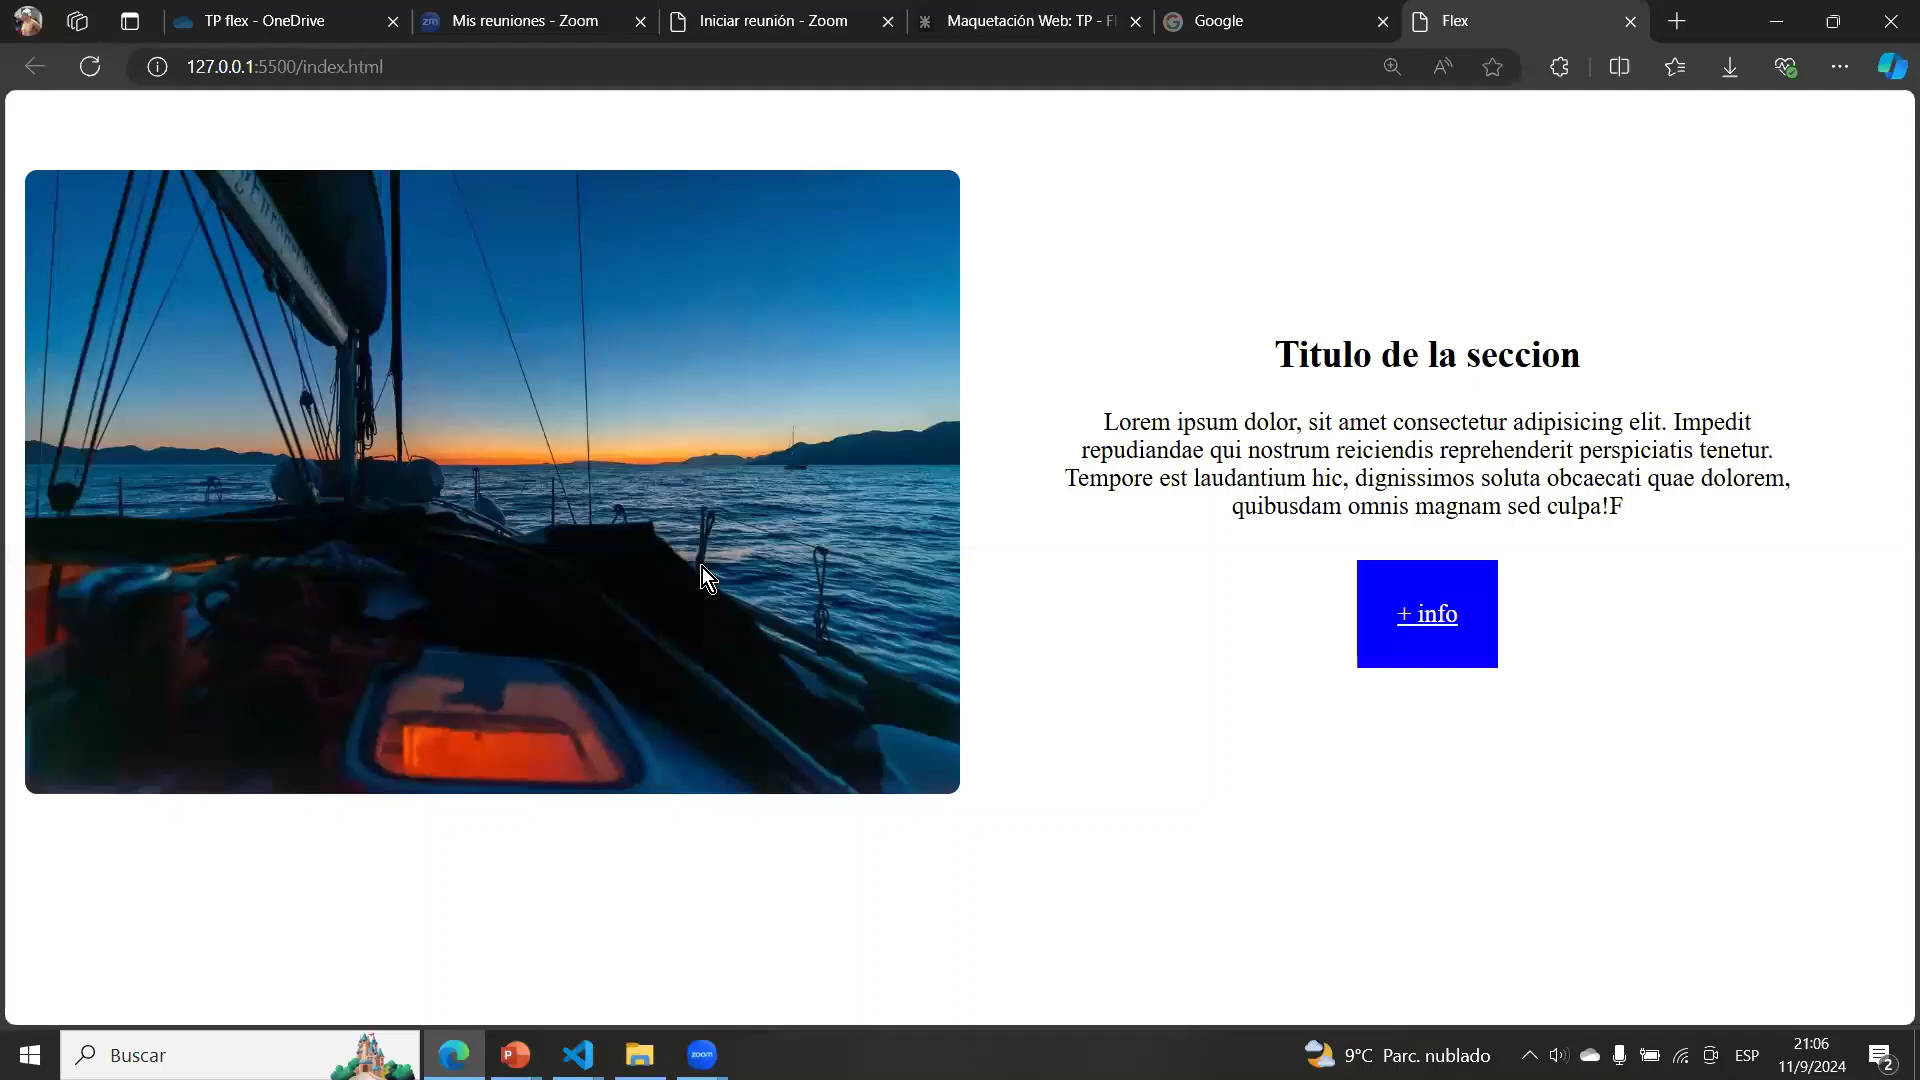 TP flex - OneDrive
Mis reuniones - Zoom
Iniciar reunión - Zoom
Maquetación Web: TP - Fl
Google
Flex
127.0.0.1:5500/index.html
Titulo de la seccion
Lorem ipsum dolor, sit amet consectetur adipisicing elit. Impedit
repudiandae qui nostrum reiciendis reprehenderit perspiciatis tenetur.
Tempore est laudantium hic, dignissimos soluta obcaecati quae dolorem,
quibusdam omnis magnam sed culpa!F
+ info
Buscar
zoom
9°C Parc. nublado
ESP
21:06
11/9/2024
2